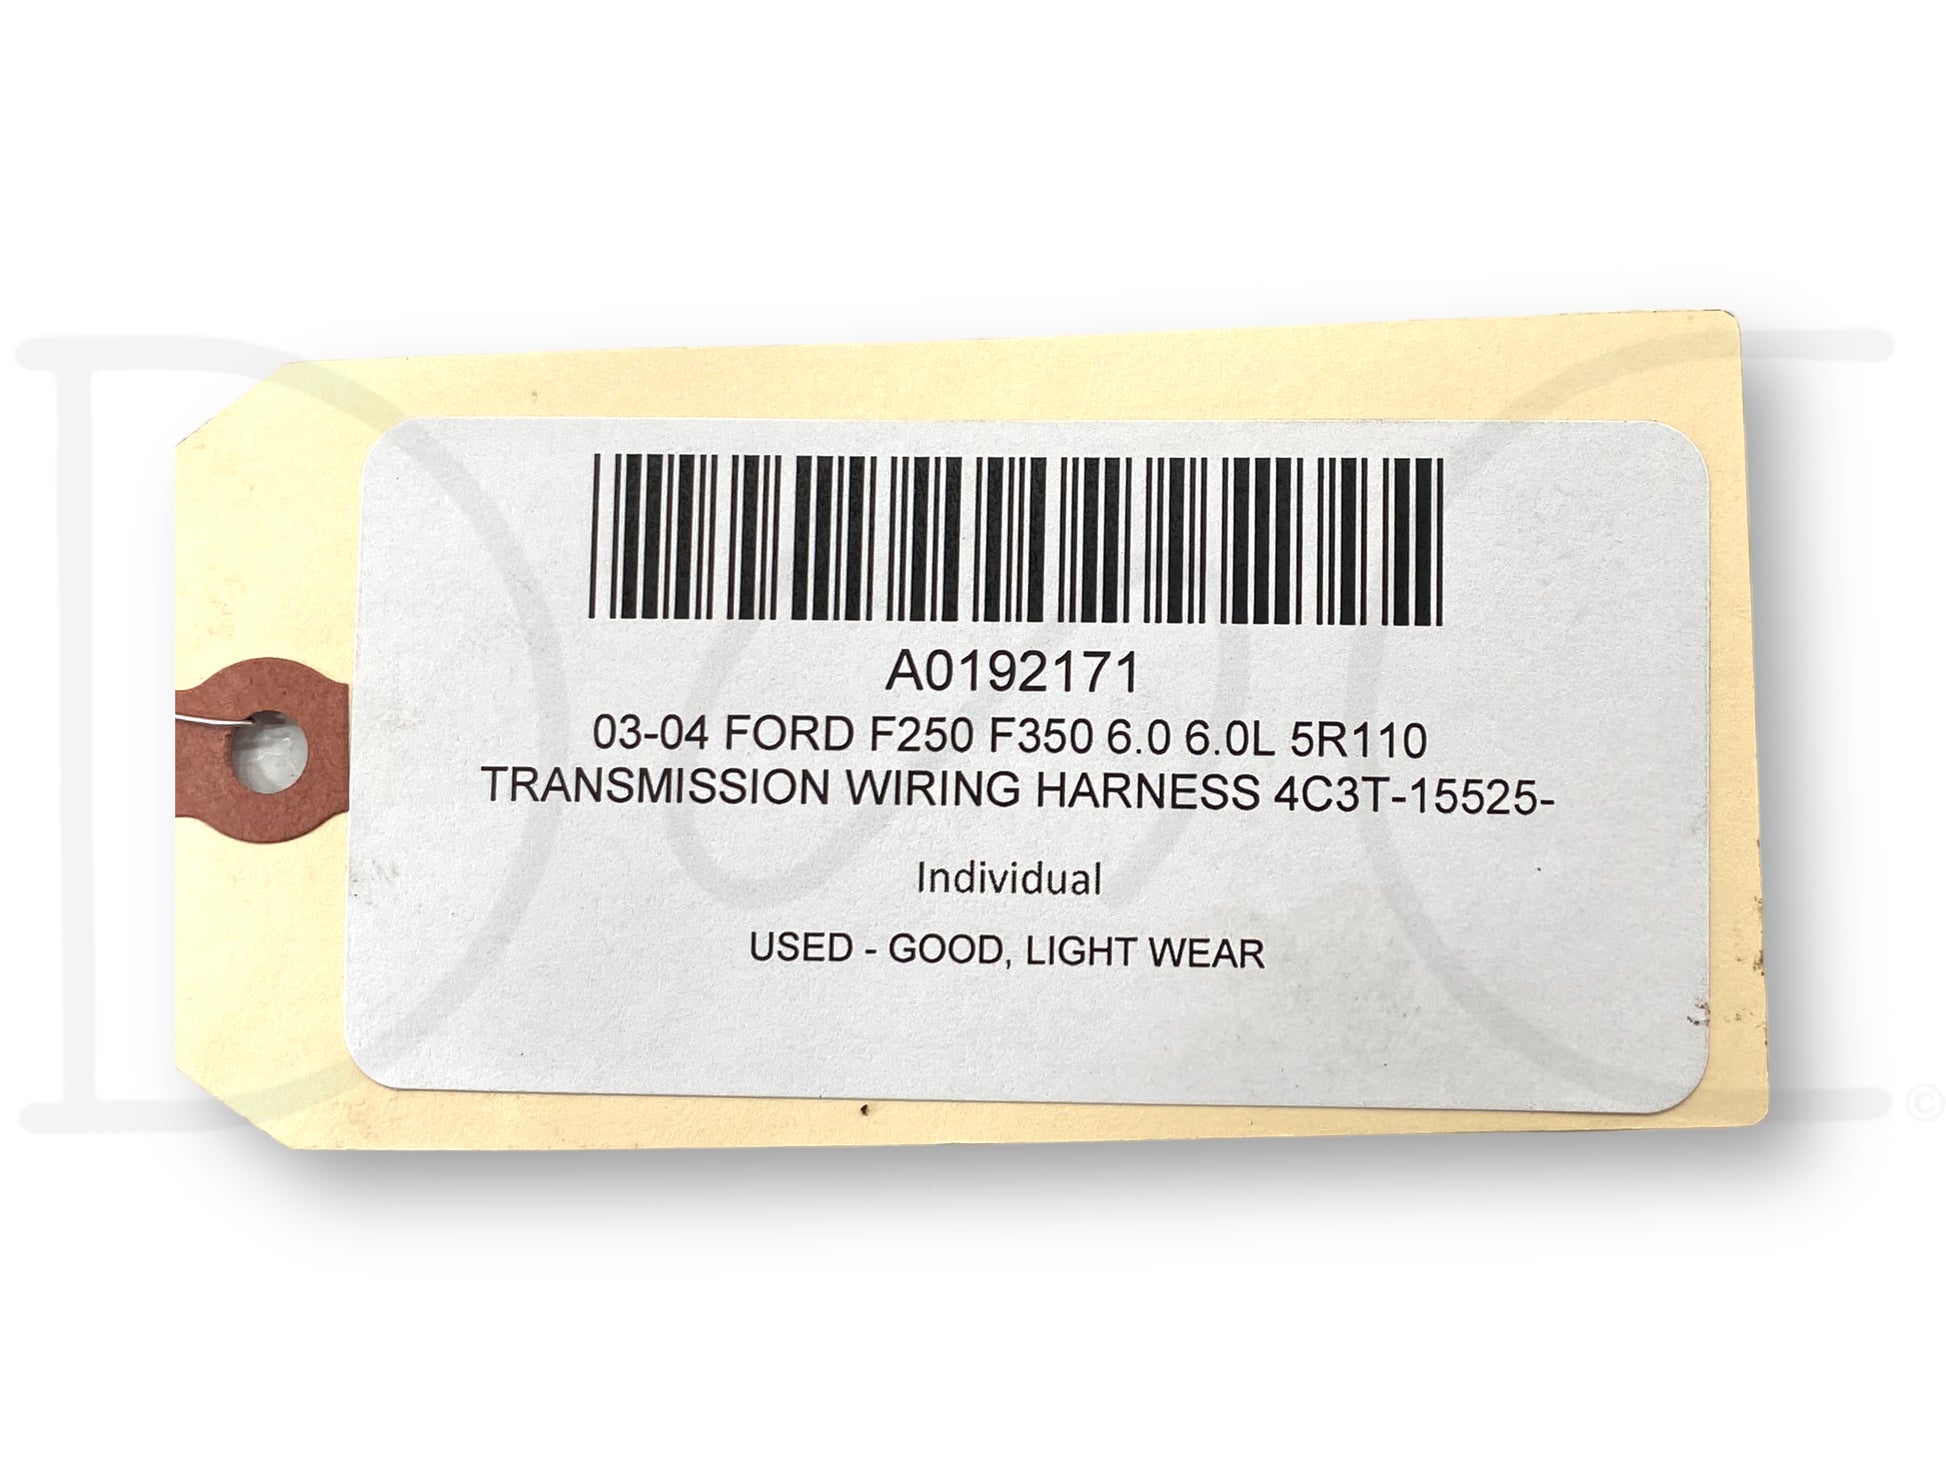 A0192171
03-04 FORD F250 F350 6.0 6.0L 5R110
TRANSMISSION WIRING HARNESS 4C3T-15525-
Individual
USED - GOOD, LIGHT WEAR
©